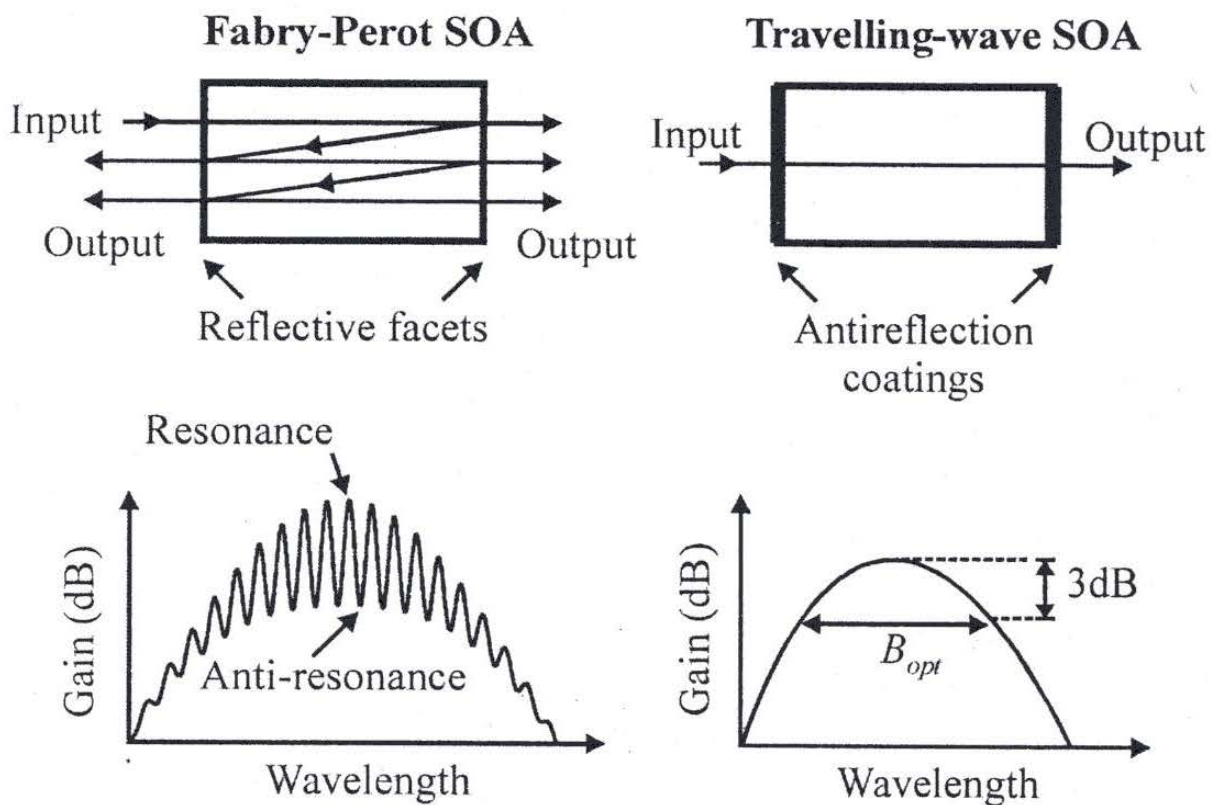 Fabry-Perot SOA
Input
Output
Output
Reflective facets
Travelling-wave SOA
Input
Output
Antireflection
coatings
Resonance
Anti-resonance
Gain (dB)
Wavelength
3dB
B_opt
Gain (dB)
Wavelength